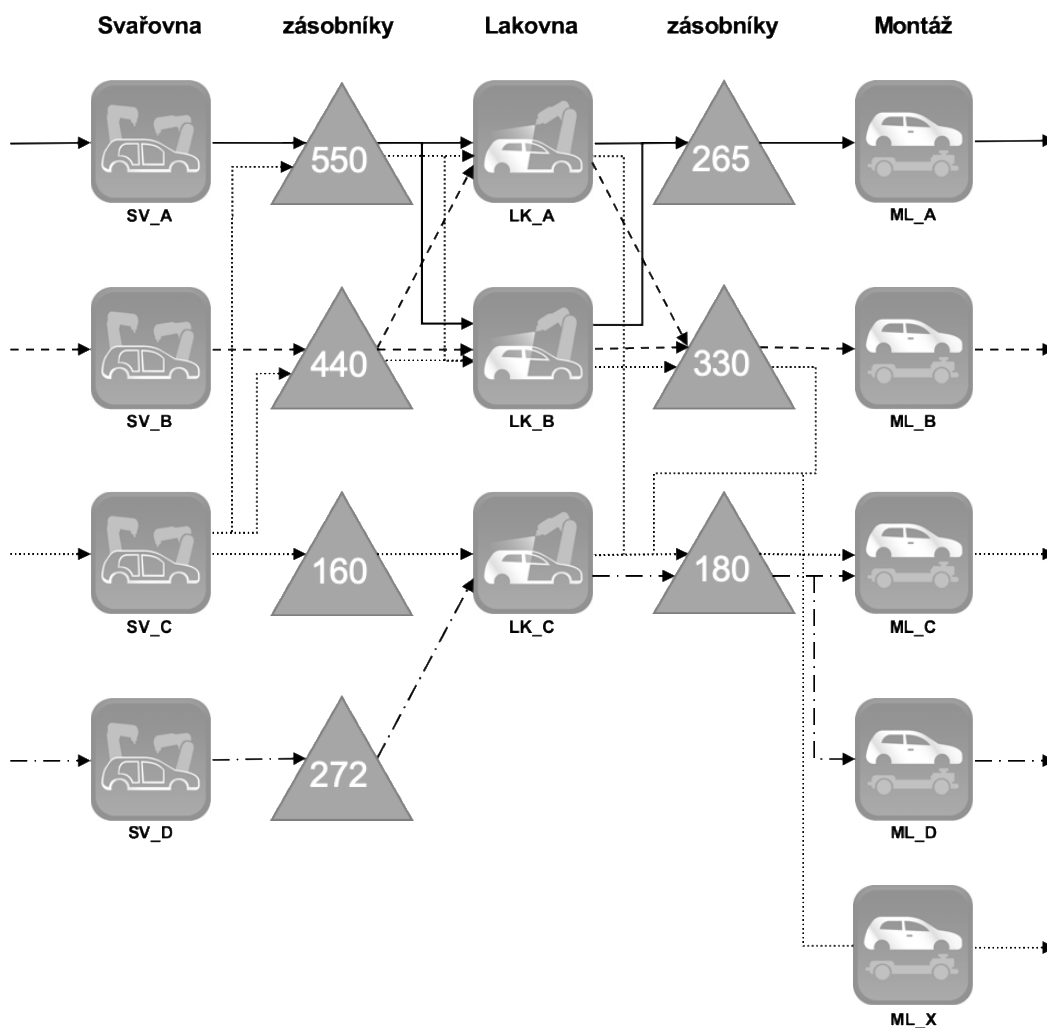 Svařovna zásobníky Lakovna zásobníky Montáž
550 265
SV_A LK_A ML_A
440 330
SV_B LK_B ML_B
160 180
SV_C LK_C ML_C
272
SV_D ML_D
ML_X